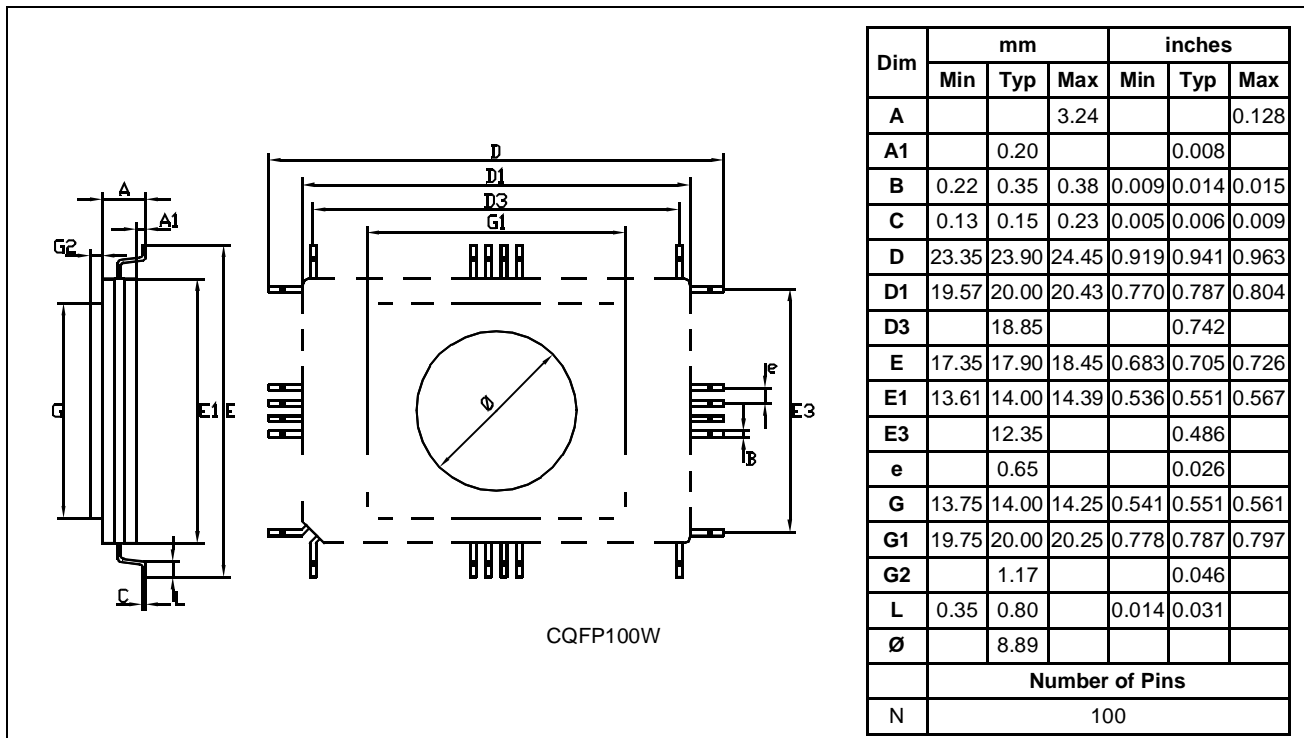 D
D1
D3
G1
A
A1
G2
G
E1
E
C
L
Ø
e
B
E3
CQFP100W
Dim mm inches
Min Typ Max Min Typ Max
A 3.24 0.128
A1 0.20 0.008
B 0.22 0.35 0.38 0.009 0.014 0.015
C 0.13 0.15 0.23 0.005 0.006 0.009
D 23.35 23.90 24.45 0.919 0.941 0.963
D1 19.57 20.00 20.43 0.770 0.787 0.804
D3 18.85 0.742
E 17.35 17.90 18.45 0.683 0.705 0.726
E1 13.61 14.00 14.39 0.536 0.551 0.567
E3 12.35 0.486
e 0.65 0.026
G 13.75 14.00 14.25 0.541 0.551 0.561
G1 19.75 20.00 20.25 0.778 0.787 0.797
G2 1.17 0.046
L 0.35 0.80 0.014 0.031
Ø 8.89
Number of Pins
N 100